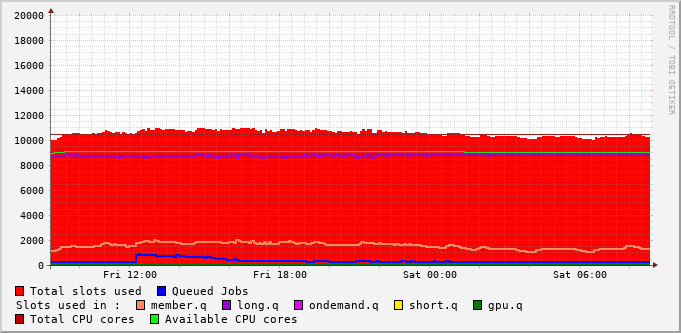 20000
18000
16000
14000
12000
10000
8000
6000
4000
2000
0
Fri 12:00 Fri 18:00 Sat 00:00 Sat 06:00
RRDTOOL / TOBI OETIKER
Total slots used Queued Jobs
Slots used in : member.q long.q ondemand.q short.q gpu.q
Total CPU cores Available CPU cores